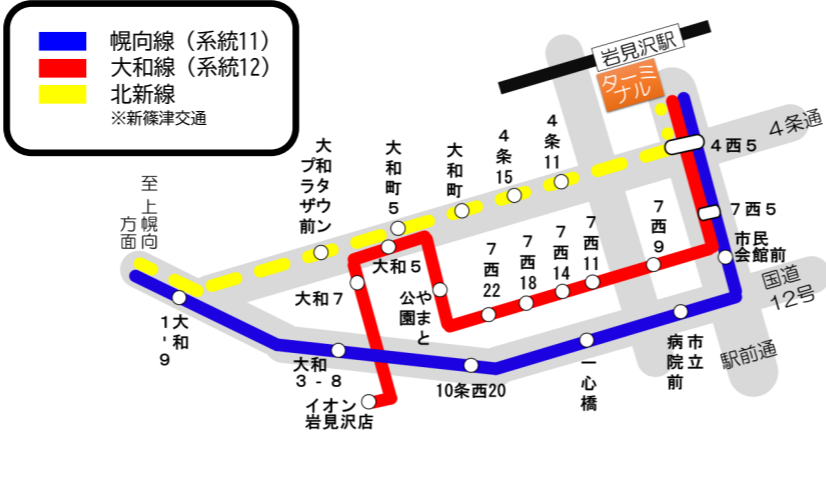 幌向線（系統11）
大和線（系統12）
北新線
※新篠津交通
岩見沢駅
ターミ
ナル
4条通
4西5
7西5
市民
会館前
国道
12号
駅前通
至 上幌向
方面
大和タウン
プラザ前
大和町5
大和町
4条15
4条11
大和5
大和7
やまと
公園
7西22
7西18
7西14
7西11
7西9
大和
1-9
大和
3-8
イオン
岩見沢店
10条西20
一心橋
市立
病院前